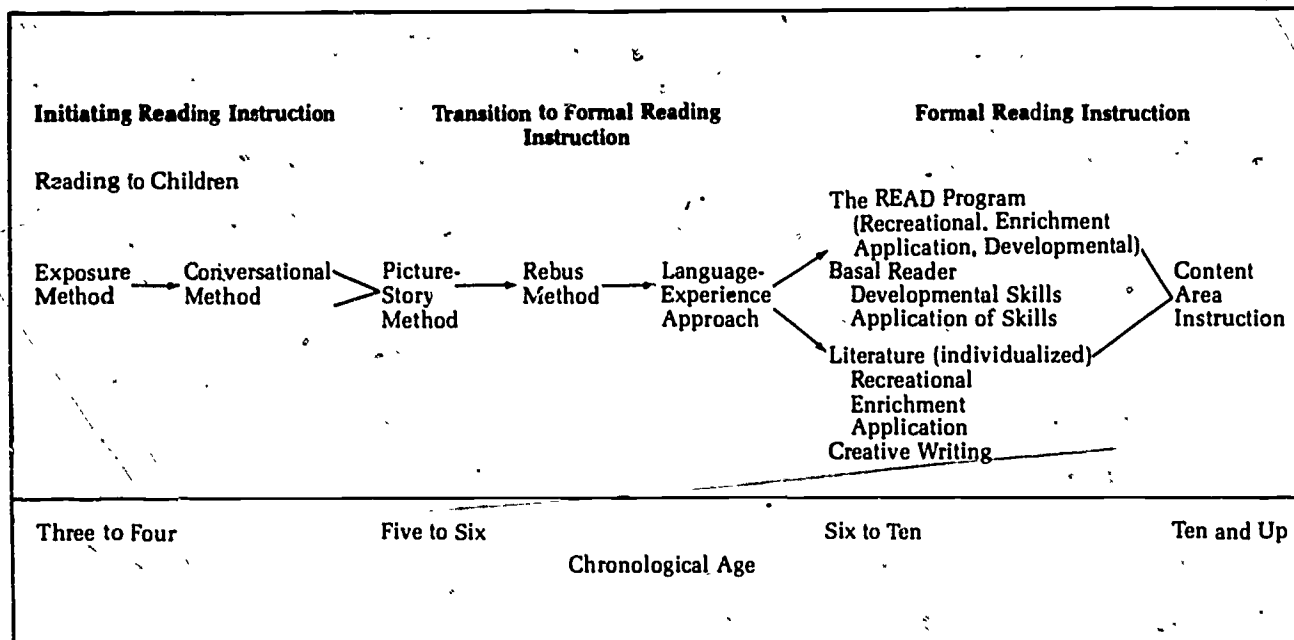 Initiating Reading Instruction
Transition to Formal Reading
Instruction
Formal Reading Instruction
Reading to Children
Exposure
Method
Conversational
Method
Picture-
Story
Method
Rebus
Method
Language-
Experience
Approach
The READ Program
(Recreational. Enrichment
Application, Developmental)
Basal Reader
Developmental Skills
Application of Skills
Literature (individualized)
Recreational
Enrichment
Application
Creative Writing
Content
Area
Instruction
Three to Four
Five to Six
Six to Ten
Ten and Up
Chronological Age